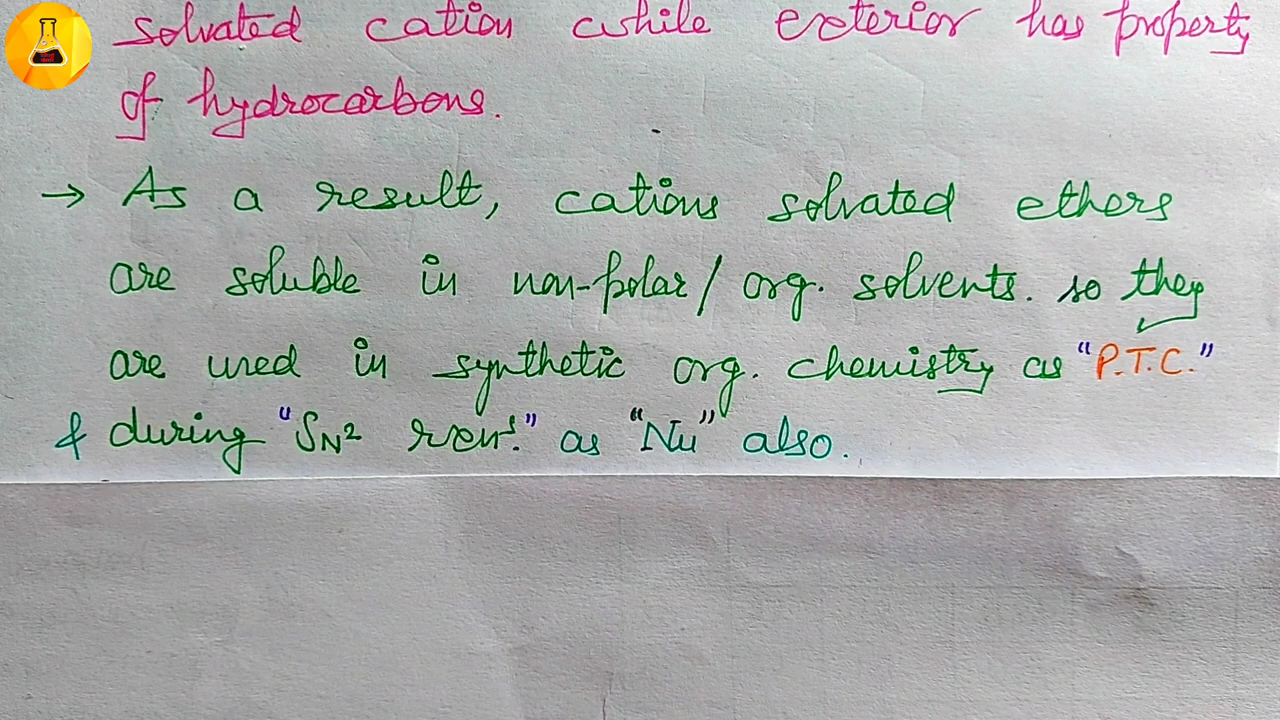 solvated cation while exterior has property
of hydrocarbons.
→ As a result, cations solvated ethers
are soluble in non-polar/ org. solvents. so they
are used in synthetic org. chemistry as "P.T.C."
& during "SN² rxns." as "Nu" also.